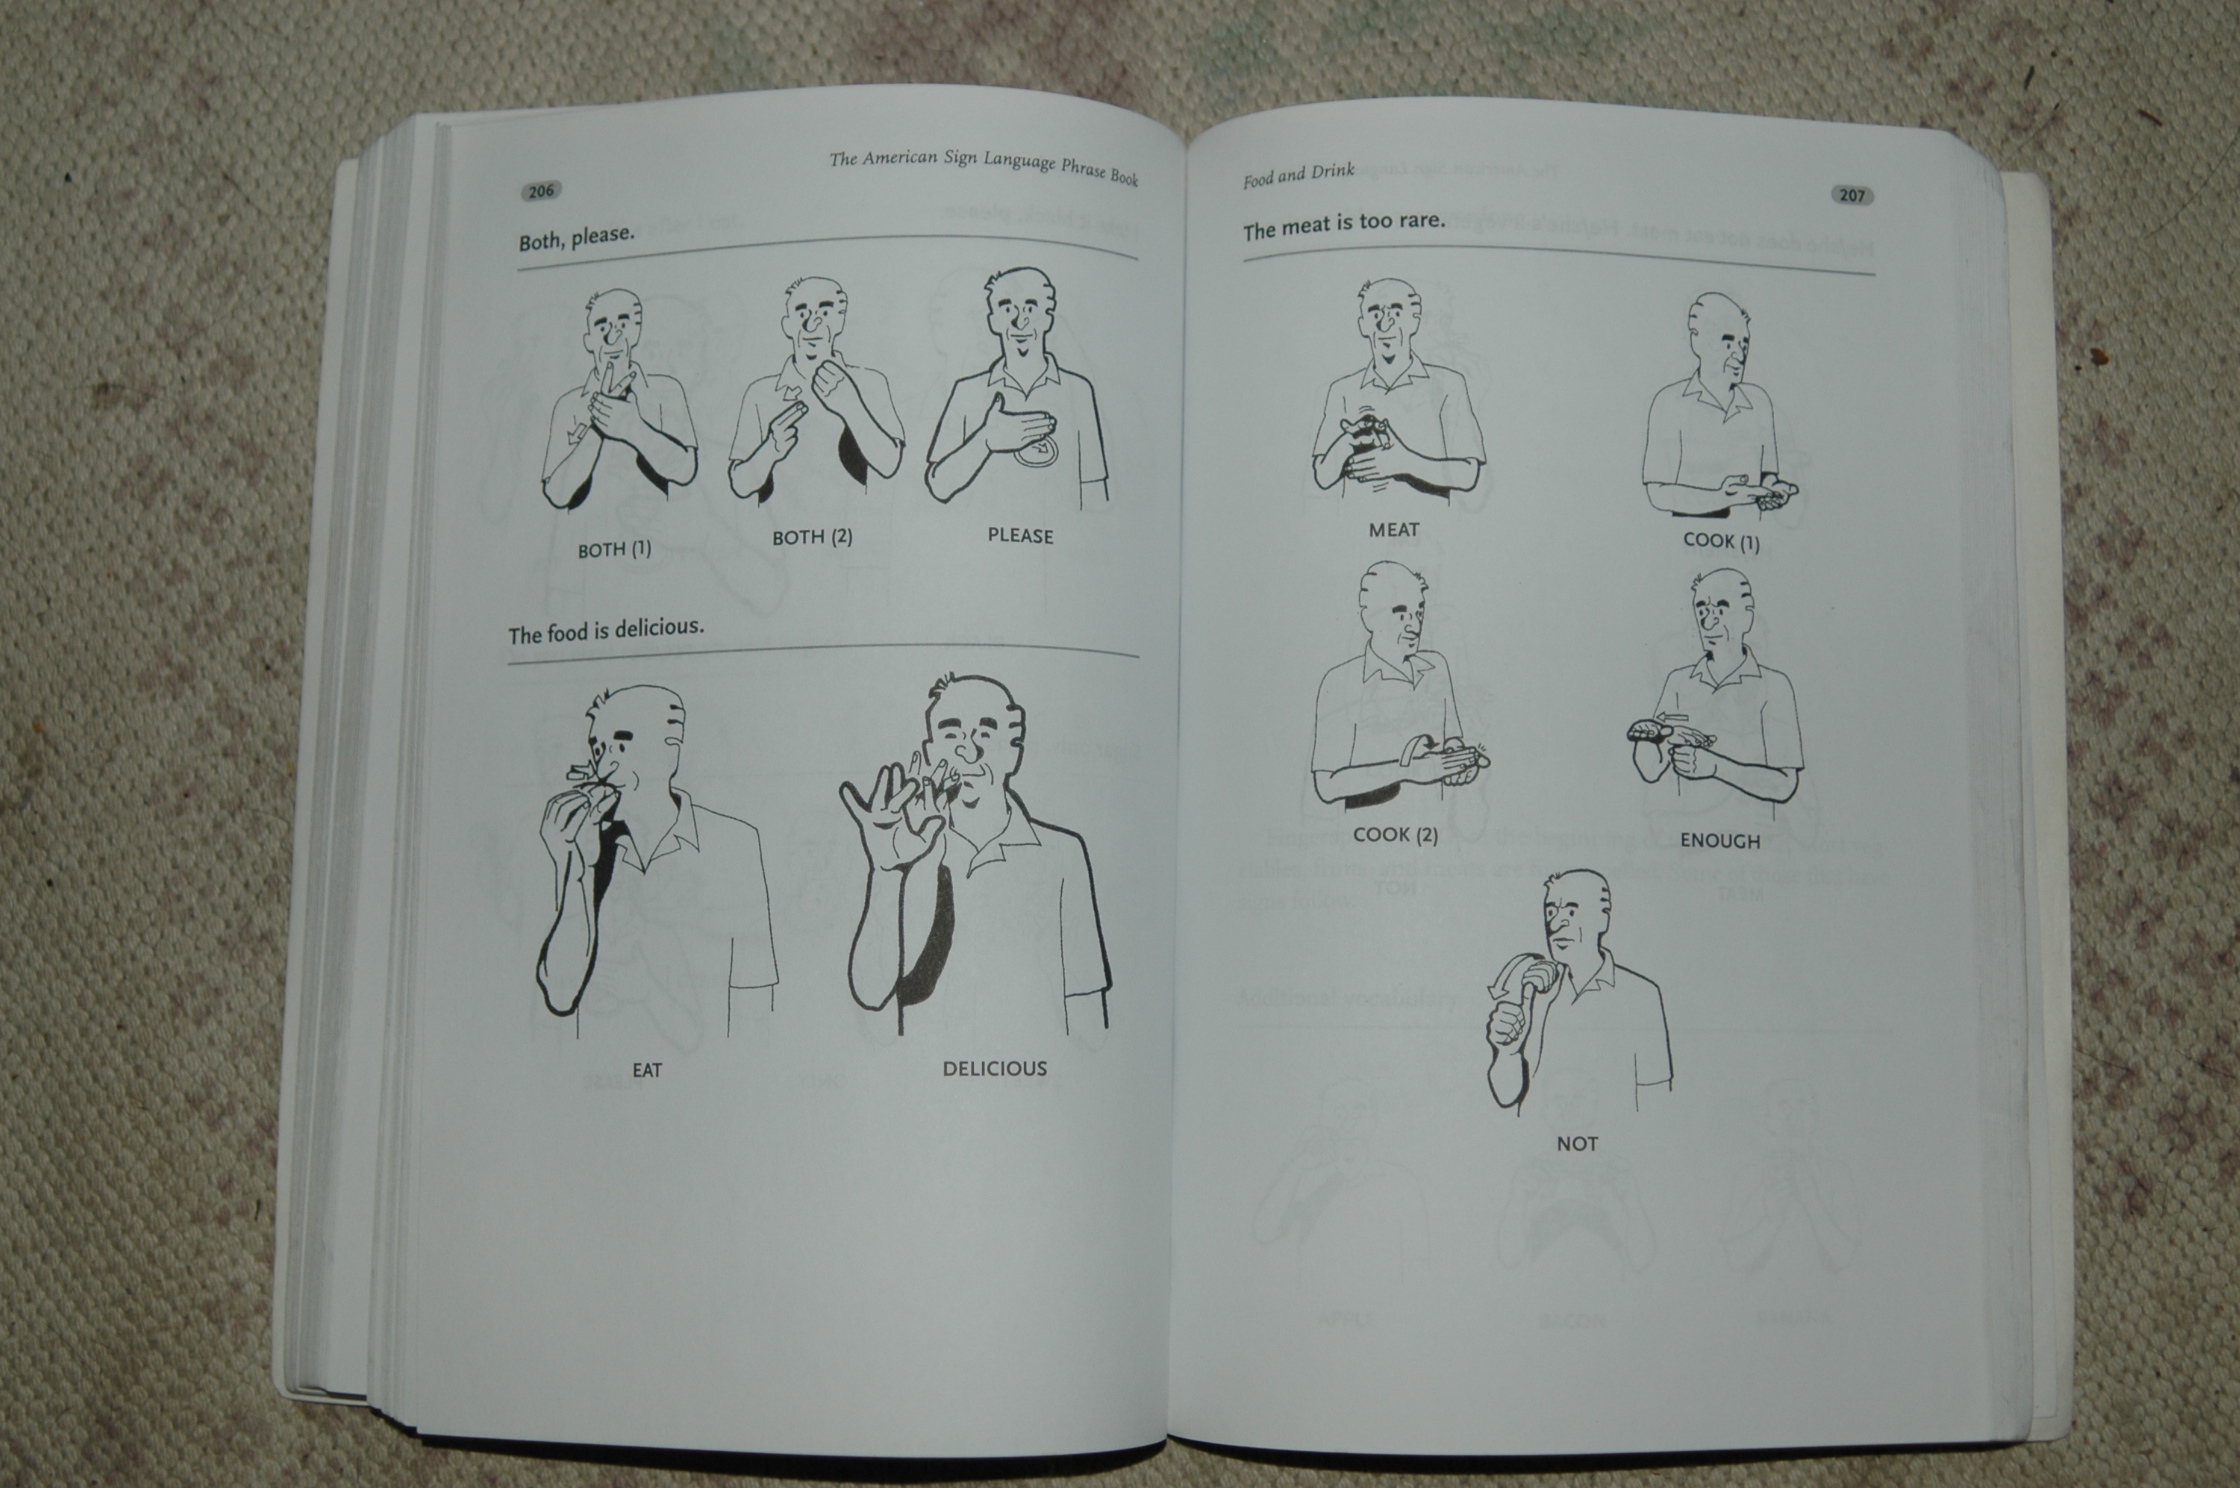 206
The American Sign Language Phrase Book
Both, please.
BOTH (1)
BOTH (2)
PLEASE
The food is delicious.
EAT
DELICIOUS
Food and Drink
207
The meat is too rare.
MEAT
COOK (1)
COOK (2)
ENOUGH
NOT